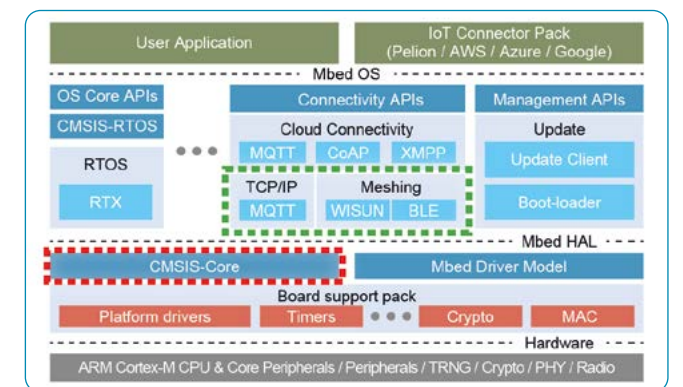 User Application
IoT Connector Pack
(Pelion / AWS / Azure / Google)
Mbed OS
OS Core APIs
Connectivity APIs
Management APIs
CMSIS-RTOS
Cloud Connectivity
Update
RTOS
MQTT
CoAP
XMPP
Update Client
TCP/IP
Meshing
RTX
MQTT
WISUN
BLE
Boot-loader
Mbed HAL
CMSIS-Core
Mbed Driver Model
Board support pack
Platform drivers
Timers
Crypto
MAC
Hardware
ARM Cortex-M CPU & Core Peripherals / Peripherals / TRNG / Crypto / PHY / Radio